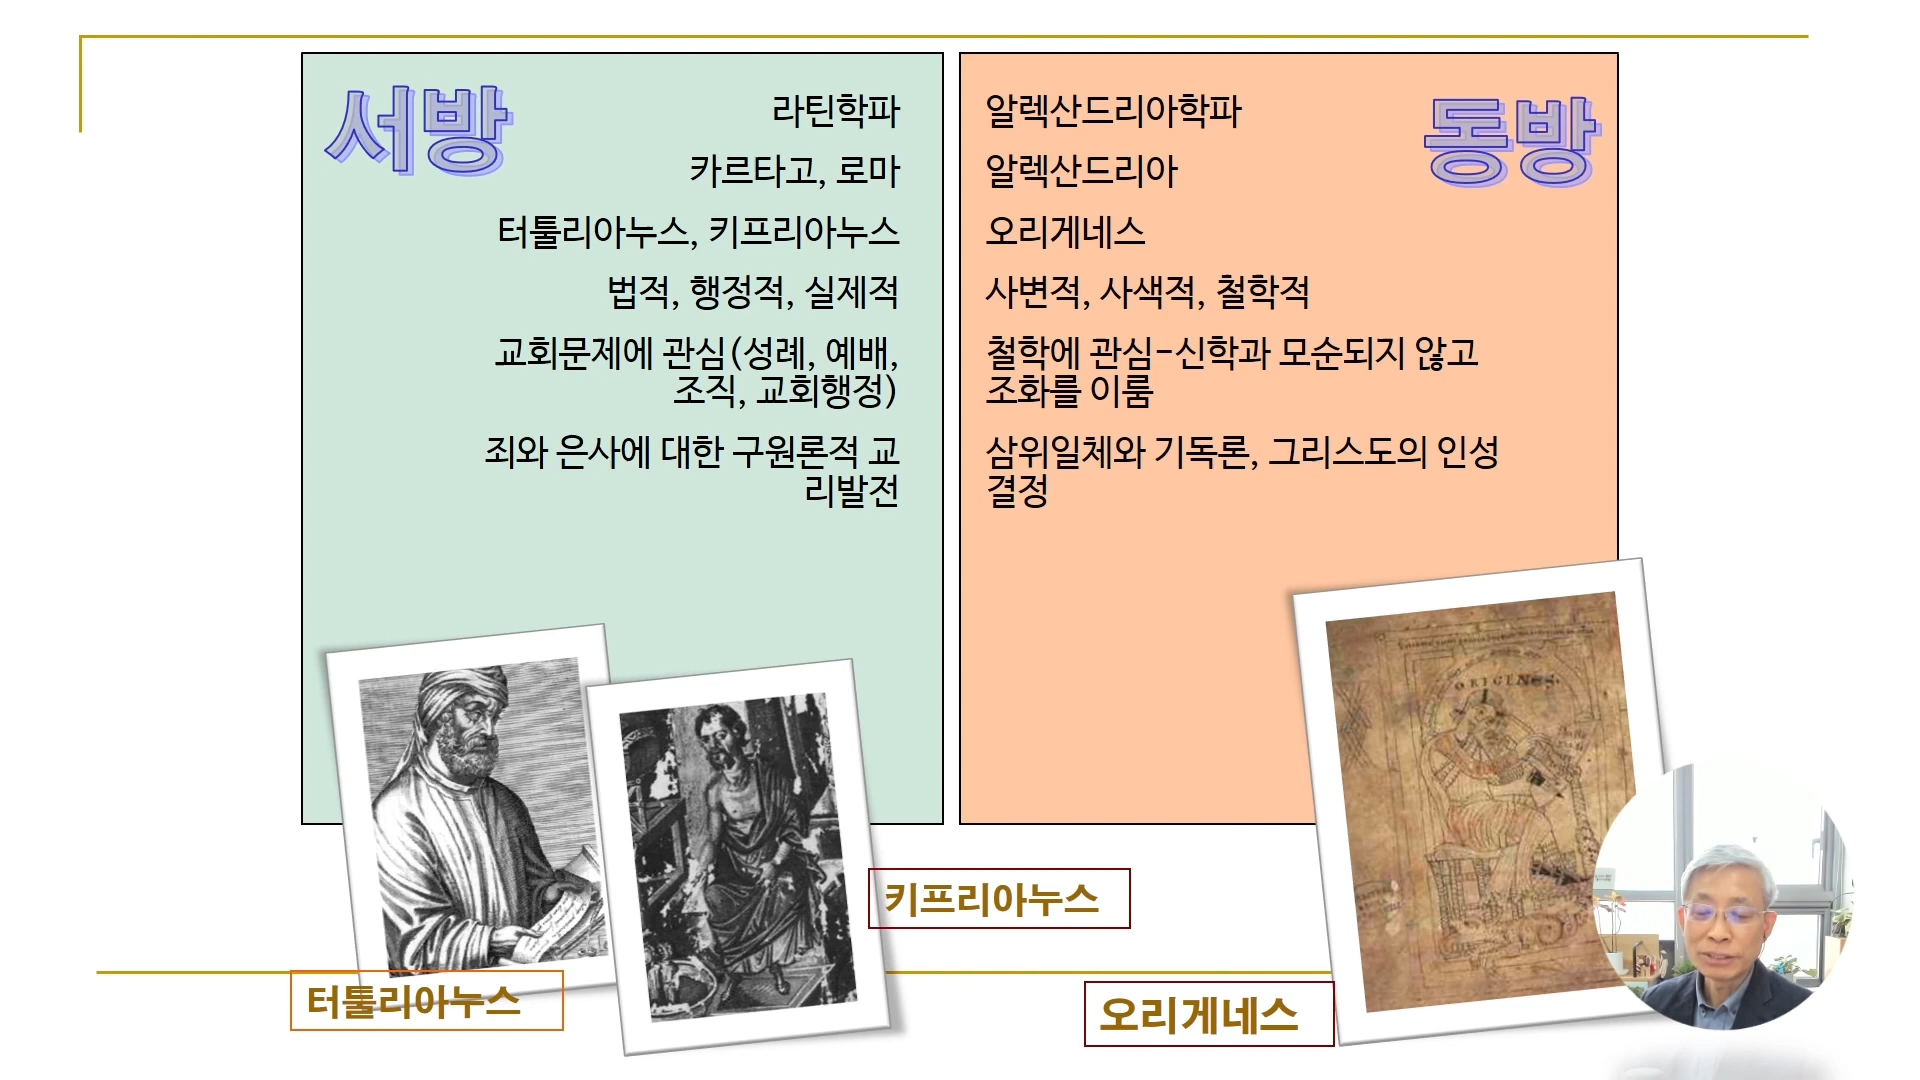 서방
라틴학파
카르타고, 로마
터툴리아누스, 키프리아누스
법적, 행정적, 실제적
교회문제에 관심(성례, 예배,
조직, 교회행정)
죄와 은사에 대한 구원론적 교
리발전
동방
알렉산드리아학파
알렉산드리아
오리게네스
사변적, 사색적, 철학적
철학에 관심-신학과 모순되지 않고
조화를 이룸
삼위일체와 기독론, 그리스도의 인성
결정
ORIGENES.
키프리아누스
터툴리아누스
오리게네스